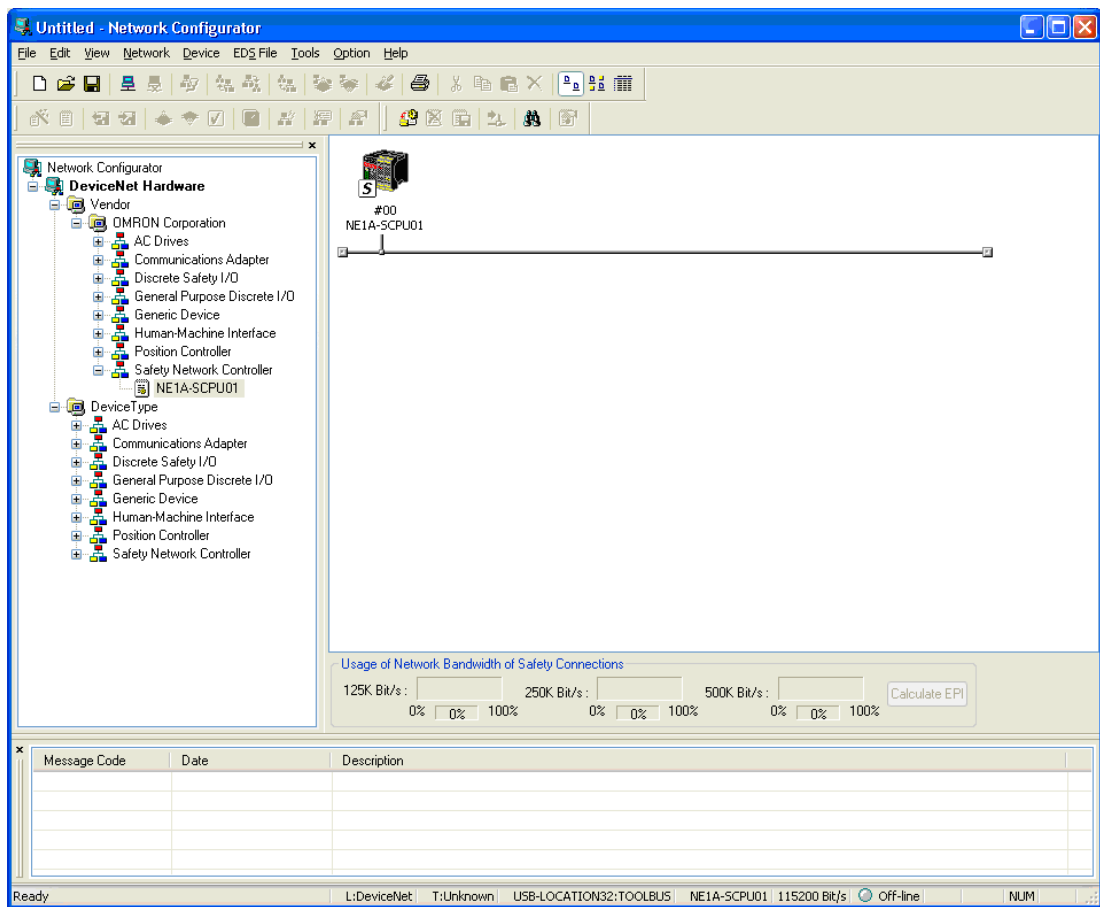 Untitled - Network Configurator
File Edit View Network Device EDS File Tools Option Help
Network Configurator
DeviceNet Hardware
Vendor
OMRON Corporation
AC Drives
Communications Adapter
Discrete Safety I/O
General Purpose Discrete I/O
Generic Device
Human-Machine Interface
Position Controller
Safety Network Controller
NE1A-SCPU01
DeviceType
AC Drives
Communications Adapter
Discrete Safety I/O
General Purpose Discrete I/O
Generic Device
Human-Machine Interface
Position Controller
Safety Network Controller
S
#00
NE1A-SCPU01
Usage of Network Bandwidth of Safety Connections
125K Bit/s : 250K Bit/s : 500K Bit/s : Calculate EPI
0% 0% 100% 0% 0% 100% 0% 0% 100%
Message Code Date Description
Ready L:DeviceNet T:Unknown USB-LOCATION32:TOOLBUS NE1A-SCPU01 115200 Bit/s Off-line NUM